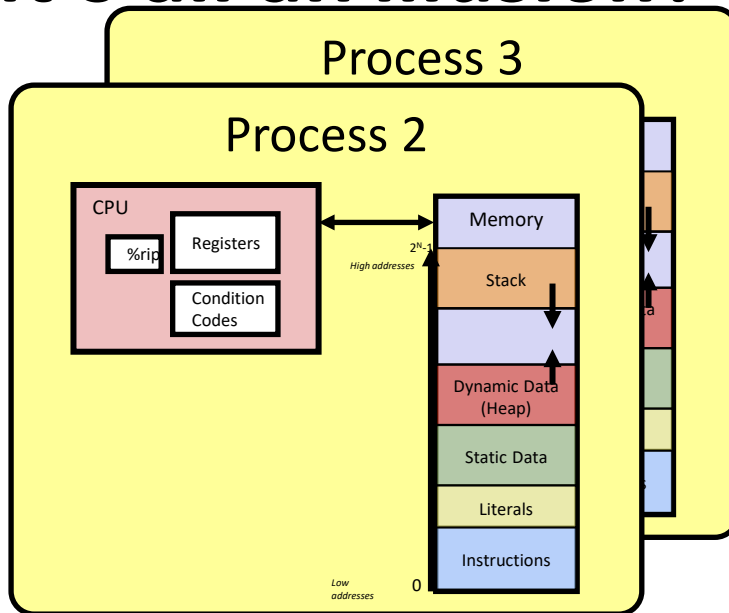 Process 3
Process 2
CPU
%rip
Registers
Condition
Codes
Memory
2ᴺ-1
High addresses
Stack
Dynamic Data
(Heap)
Static Data
Literals
Instructions
Low
addresses
0